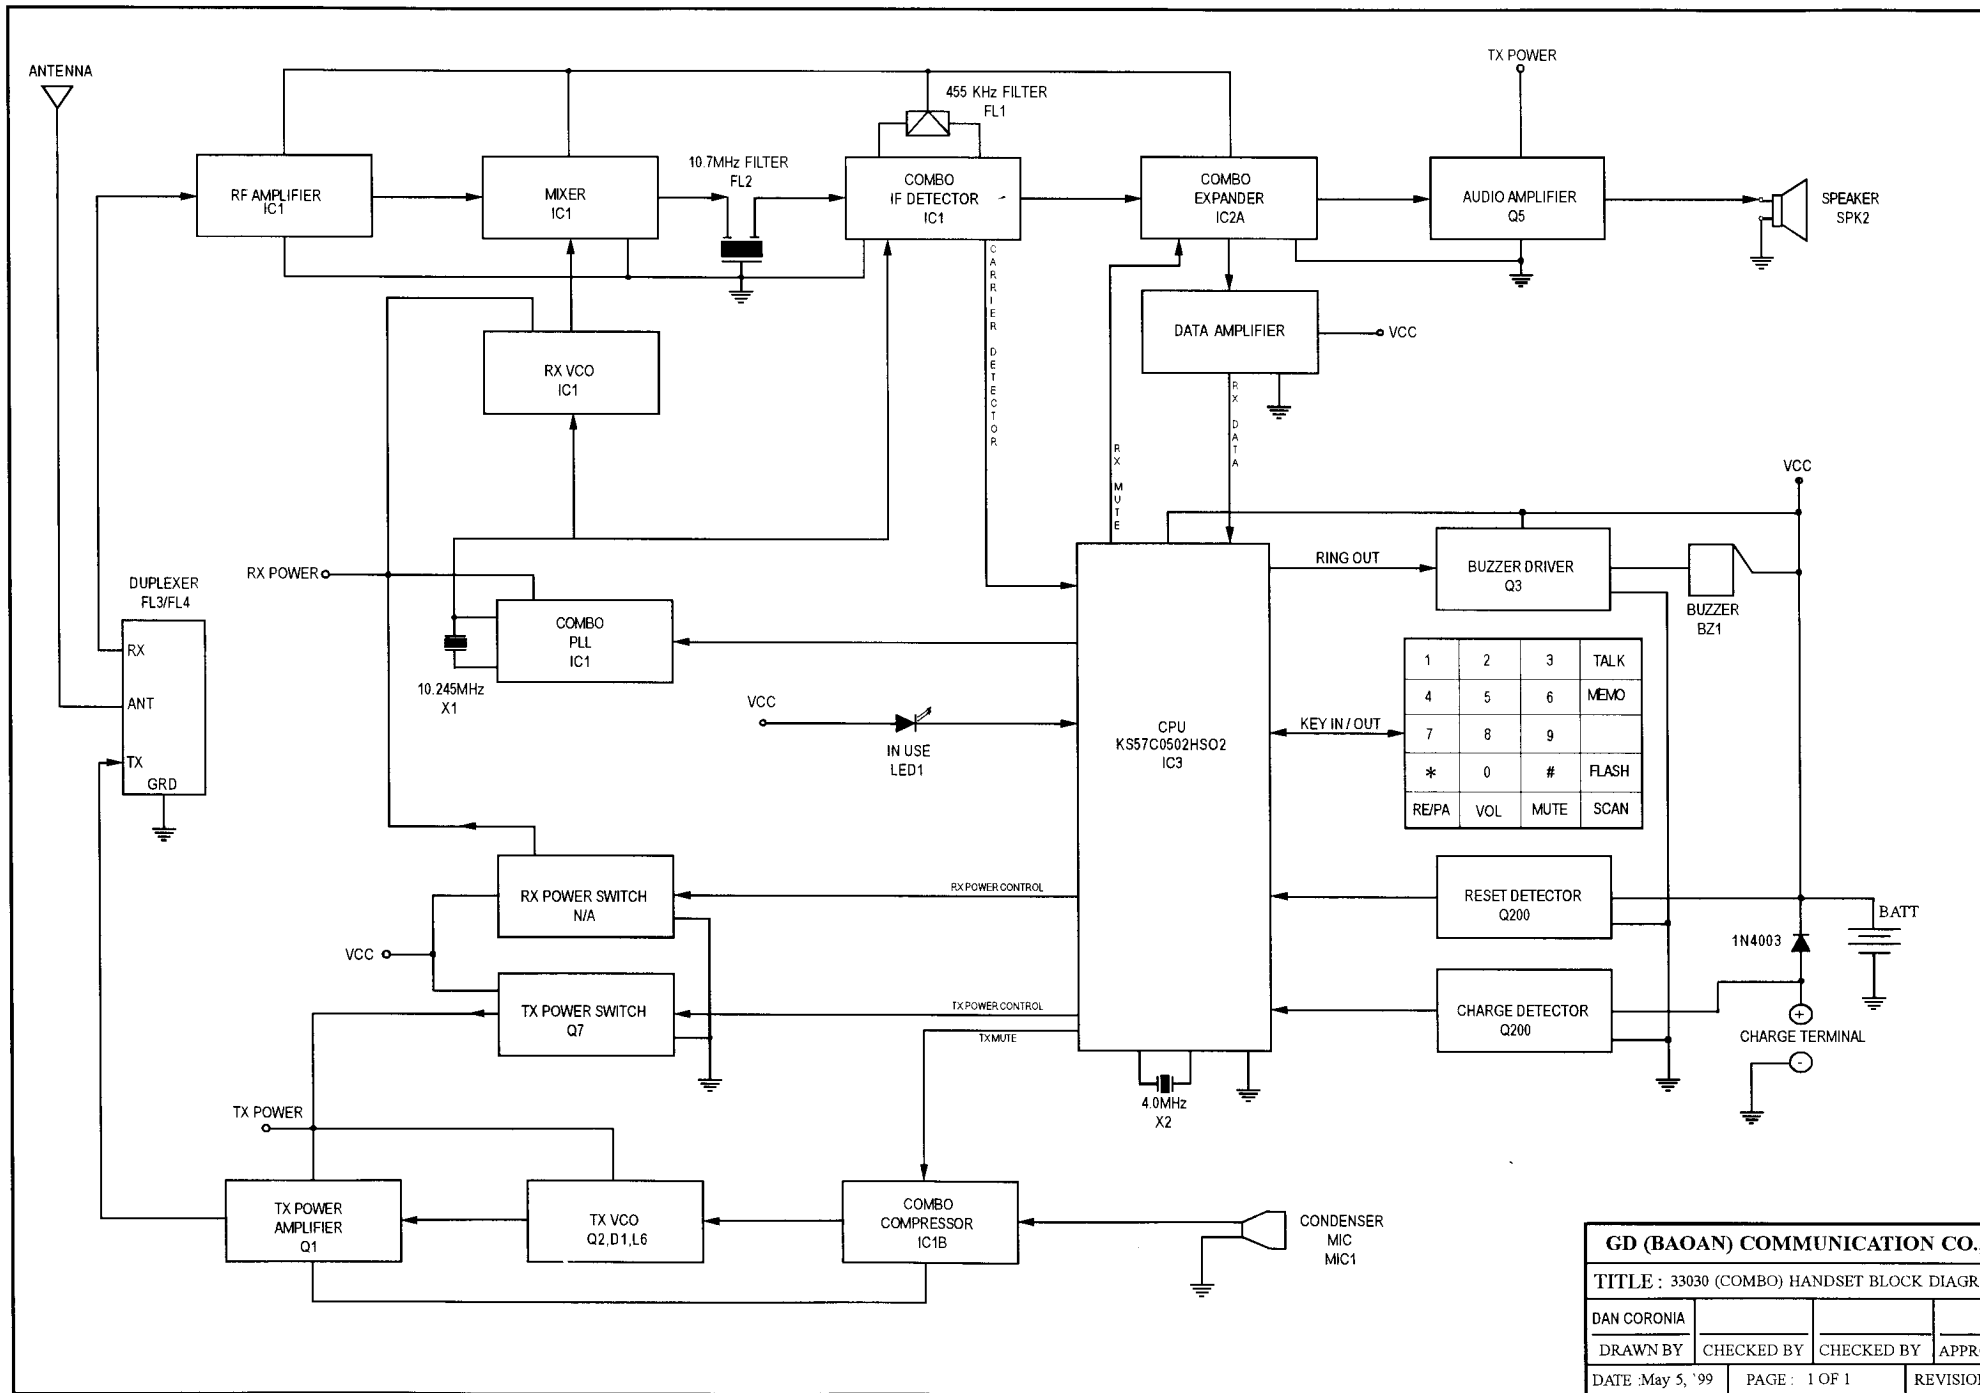 ANTENNA
TX POWER
455 KHz FILTER
FL1
10.7MHz FILTER
FL2
RF AMPLIFIER
IC1
MIXER
IC1
COMBO
IF DETECTOR
IC1
COMBO
EXPANDER
IC2A
AUDIO AMPLIFIER
Q5
SPEAKER
SPK2
CARRIER DETECTOR
DATA AMPLIFIER
VCC
RX VCO
IC1
RX DATA
RX MUTE
VCC
RX POWER
DUPLEXER
FL3/FL4
RX
ANT
TX
GRD
COMBO
PLL
IC1
10.245MHz
X1
RING OUT
BUZZER DRIVER
Q3
BUZZER
BZ1
VCC
IN USE
LED1
CPU
KS57C0502HSO2
IC3
KEY IN / OUT
1 2 3 TALK
4 5 6 MEMO
7 8 9
* 0 # FLASH
RE/PA VOL MUTE SCAN
RX POWER SWITCH
N/A
RX POWER CONTROL
RESET DETECTOR
Q200
BATT
1N4003
VCC
TX POWER SWITCH
Q7
TX POWER CONTROL
TX MUTE
CHARGE DETECTOR
Q200
+
CHARGE TERMINAL
-
4.0MHz
X2
TX POWER
TX POWER
AMPLIFIER
Q1
TX VCO
Q2,D1,L6
COMBO
COMPRESSOR
IC1B
CONDENSER
MIC
MIC1
GD (BAOAN) COMMUNICATION CO.
TITLE : 33030 (COMBO) HANDSET BLOCK DIAGR
DAN CORONIA
DRAWN BY CHECKED BY CHECKED BY APPR
DATE :May 5, '99 PAGE : 1 OF 1 REVISION